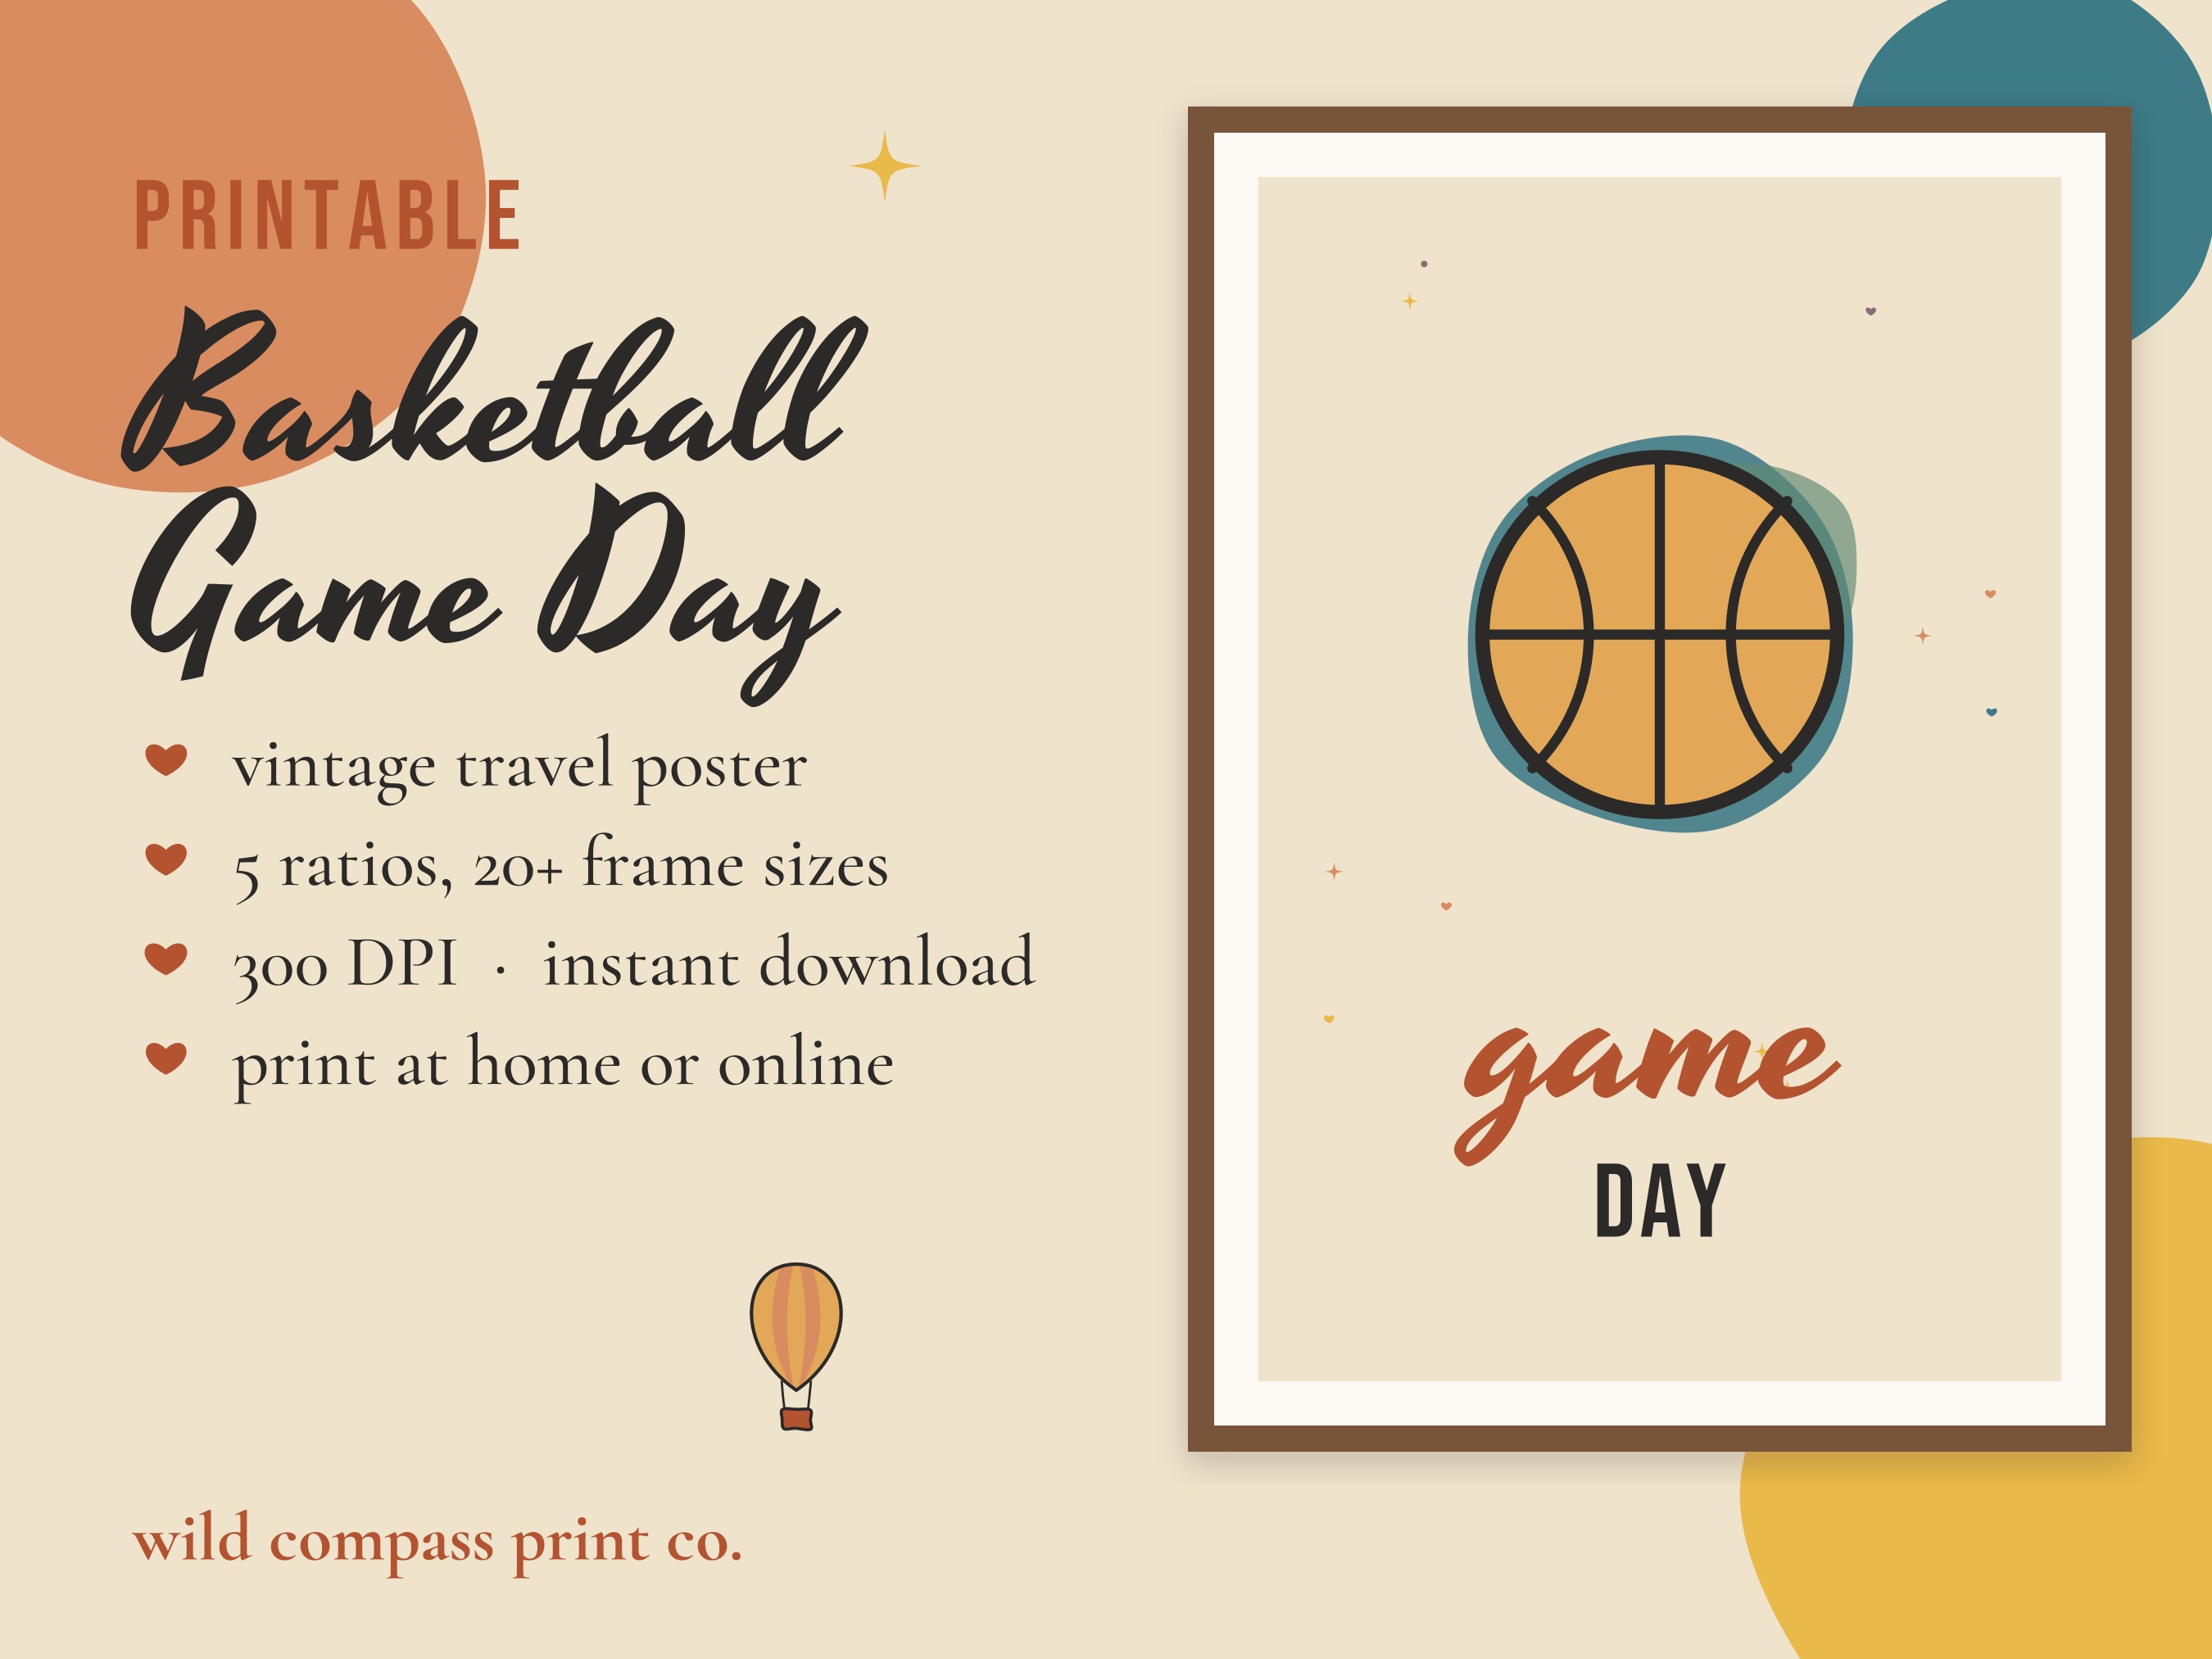 PRINTABLE
Basketball
Game Day
vintage travel poster
5 ratios, 20+ frame sizes
300 DPI · instant download
print at home or online
wild compass print co.
game
DAY